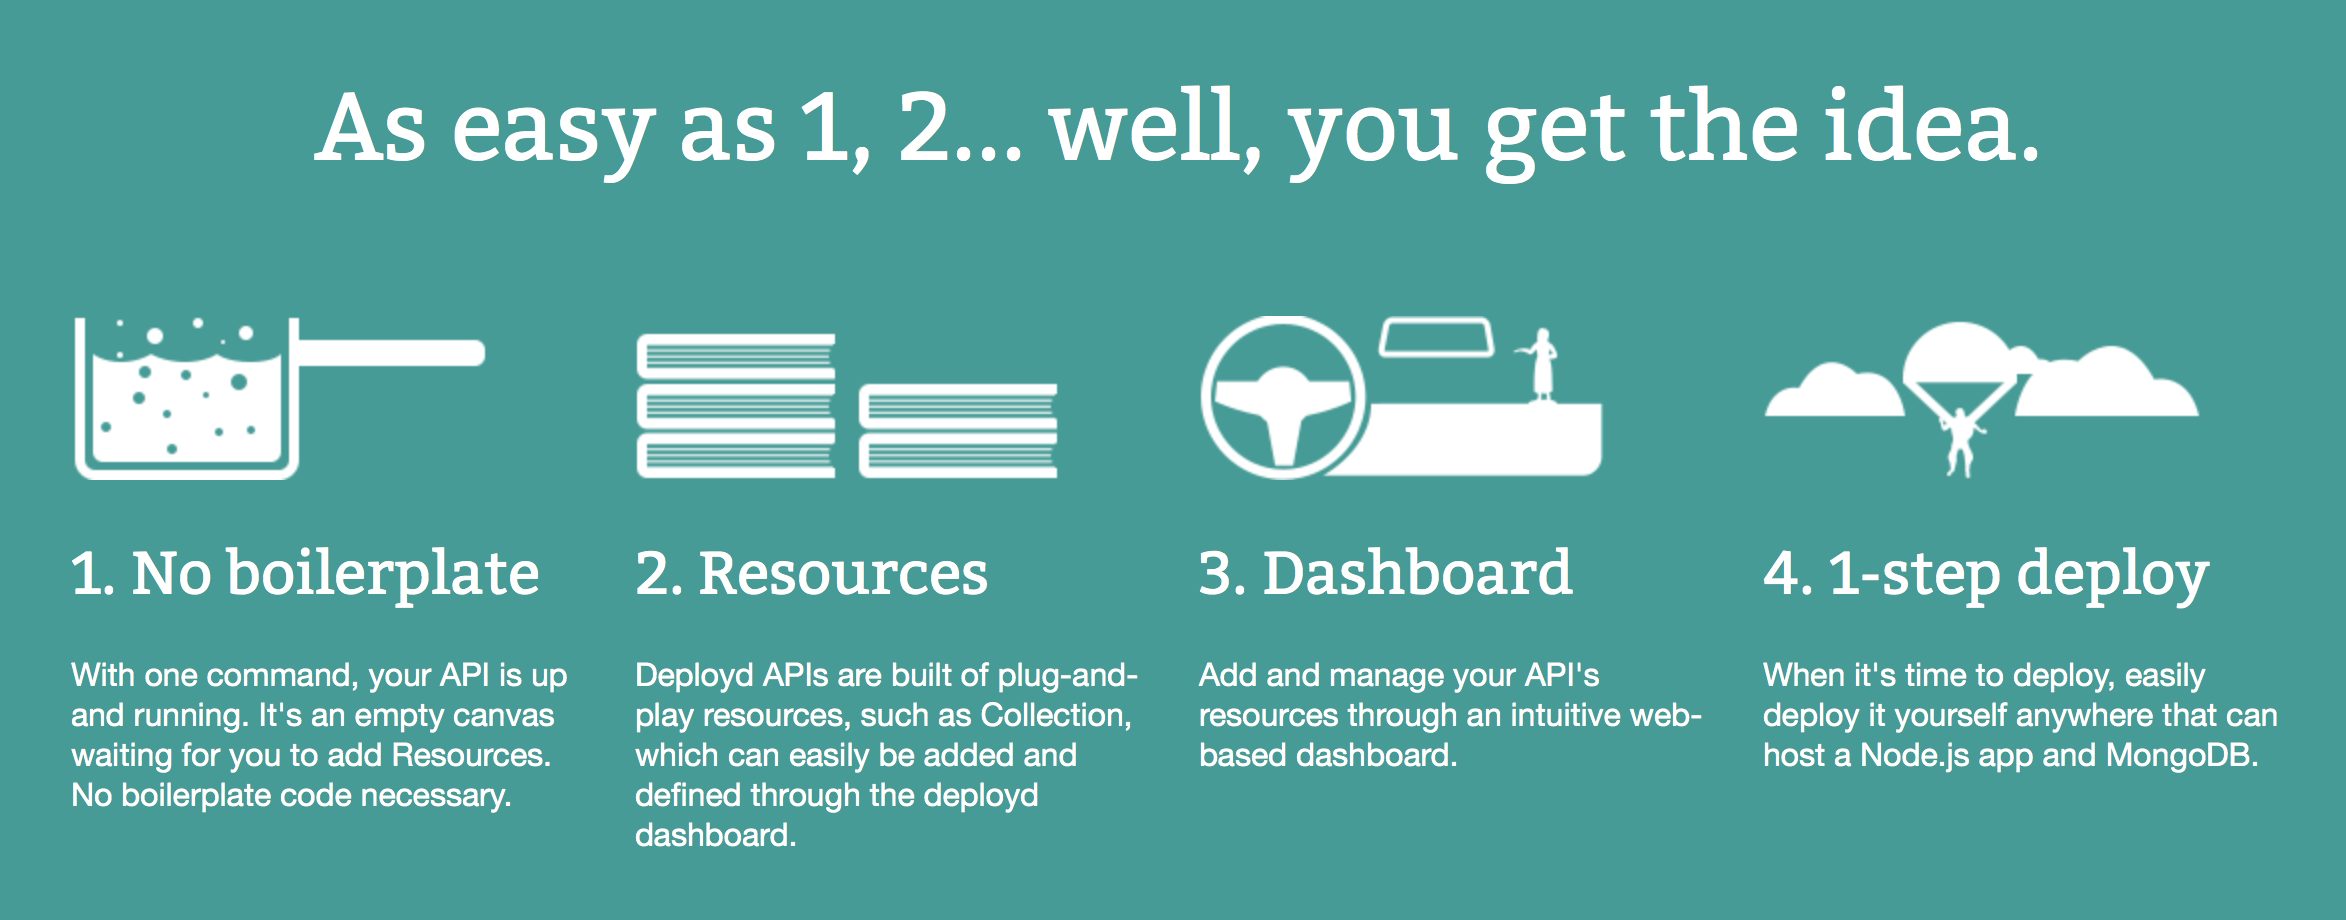 As easy as 1, 2... well, you get the idea.
1. No boilerplate
With one command, your API is up
and running. It's an empty canvas
waiting for you to add Resources.
No boilerplate code necessary.
2. Resources
Deployd APIs are built of plug-and-
play resources, such as Collection,
which can easily be added and
defined through the deployd
dashboard.
3. Dashboard
Add and manage your API's
resources through an intuitive web-
based dashboard.
4. 1-step deploy
When it's time to deploy, easily
deploy it yourself anywhere that can
host a Node.js app and MongoDB.